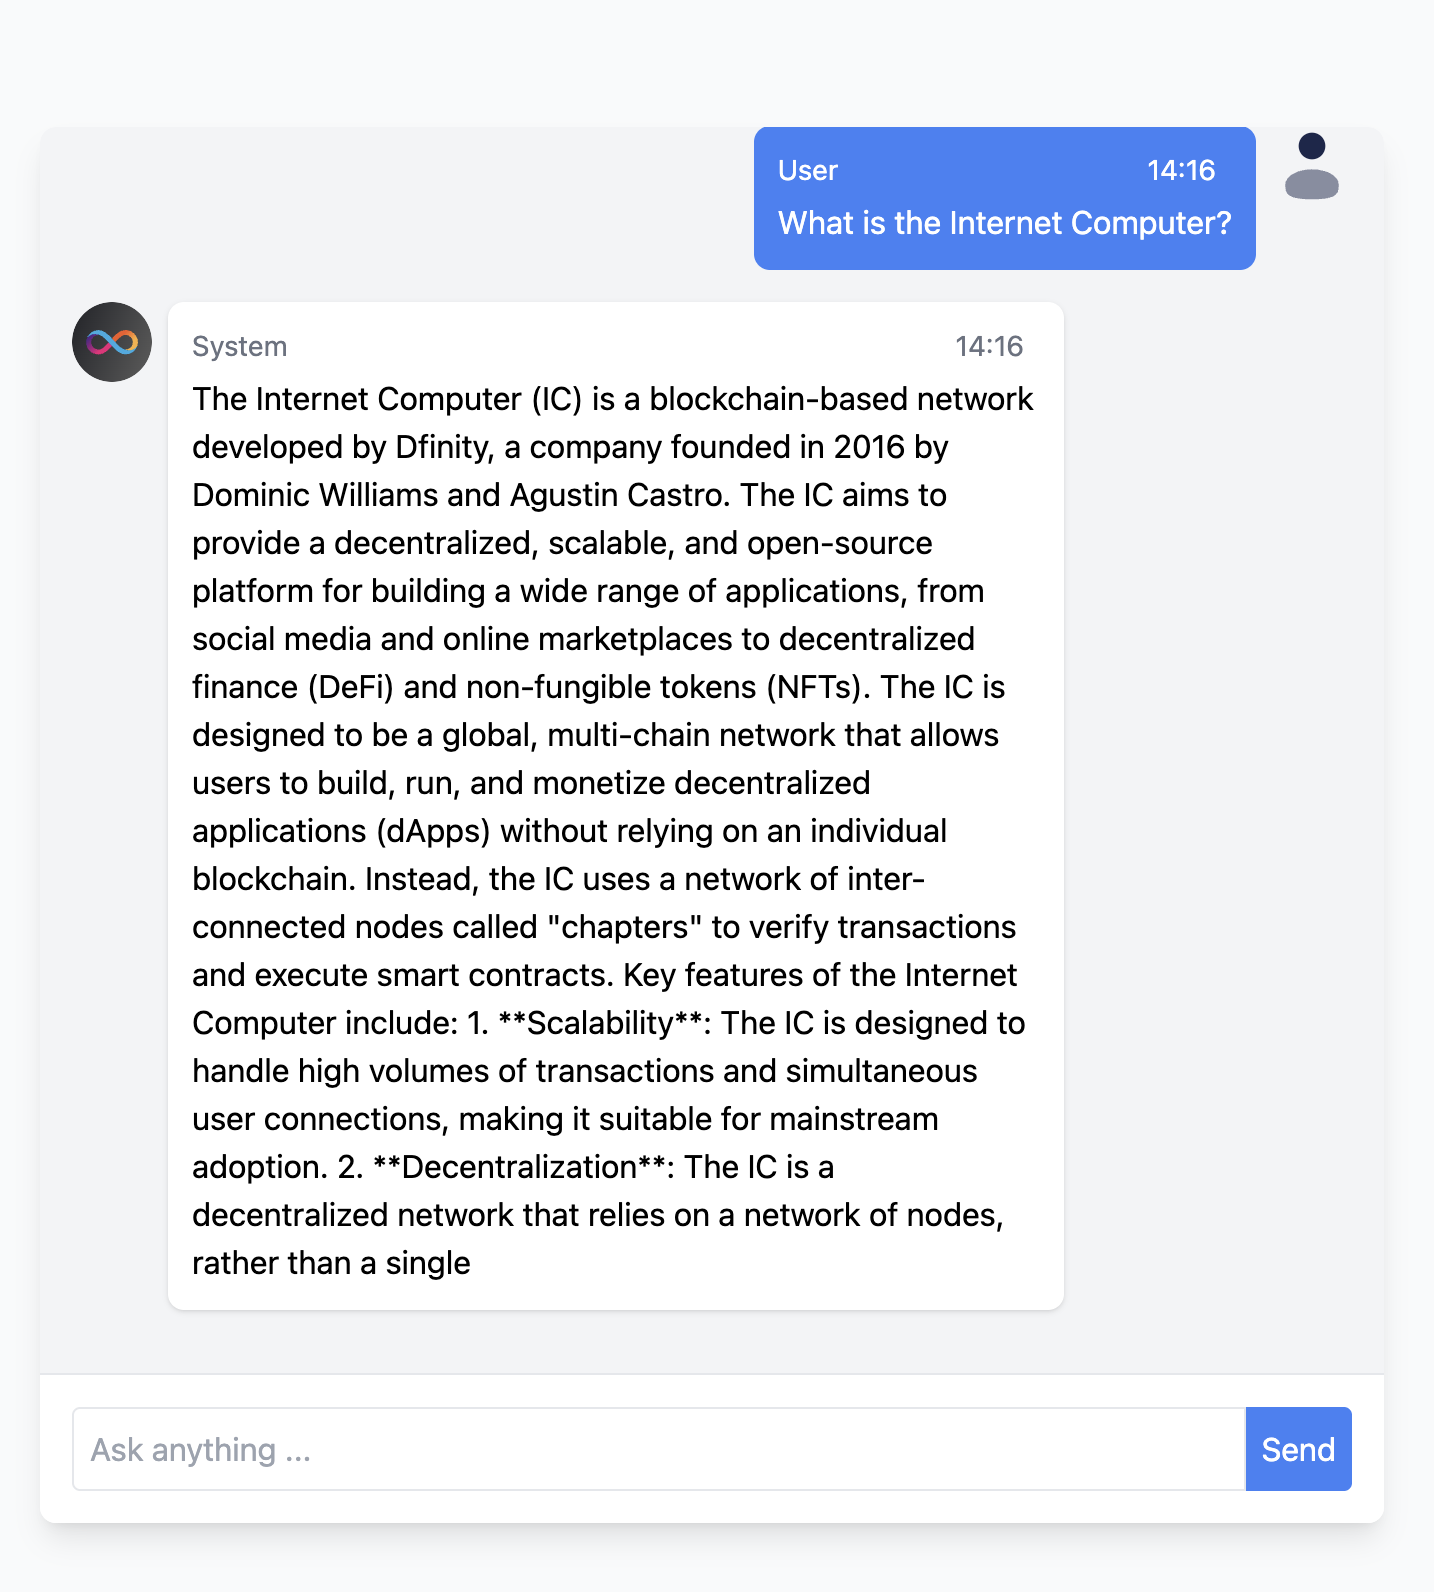 User 14:16
What is the Internet Computer?
System 14:16
The Internet Computer (IC) is a blockchain-based network
developed by Dfinity, a company founded in 2016 by
Dominic Williams and Agustin Castro. The IC aims to
provide a decentralized, scalable, and open-source
platform for building a wide range of applications, from
social media and online marketplaces to decentralized
finance (DeFi) and non-fungible tokens (NFTs). The IC is
designed to be a global, multi-chain network that allows
users to build, run, and monetize decentralized
applications (dApps) without relying on an individual
blockchain. Instead, the IC uses a network of inter-
connected nodes called "chapters" to verify transactions
and execute smart contracts. Key features of the Internet
Computer include: 1. **Scalability**: The IC is designed to
handle high volumes of transactions and simultaneous
user connections, making it suitable for mainstream
adoption. 2. **Decentralization**: The IC is a
decentralized network that relies on a network of nodes,
rather than a single
Ask anything ... Send